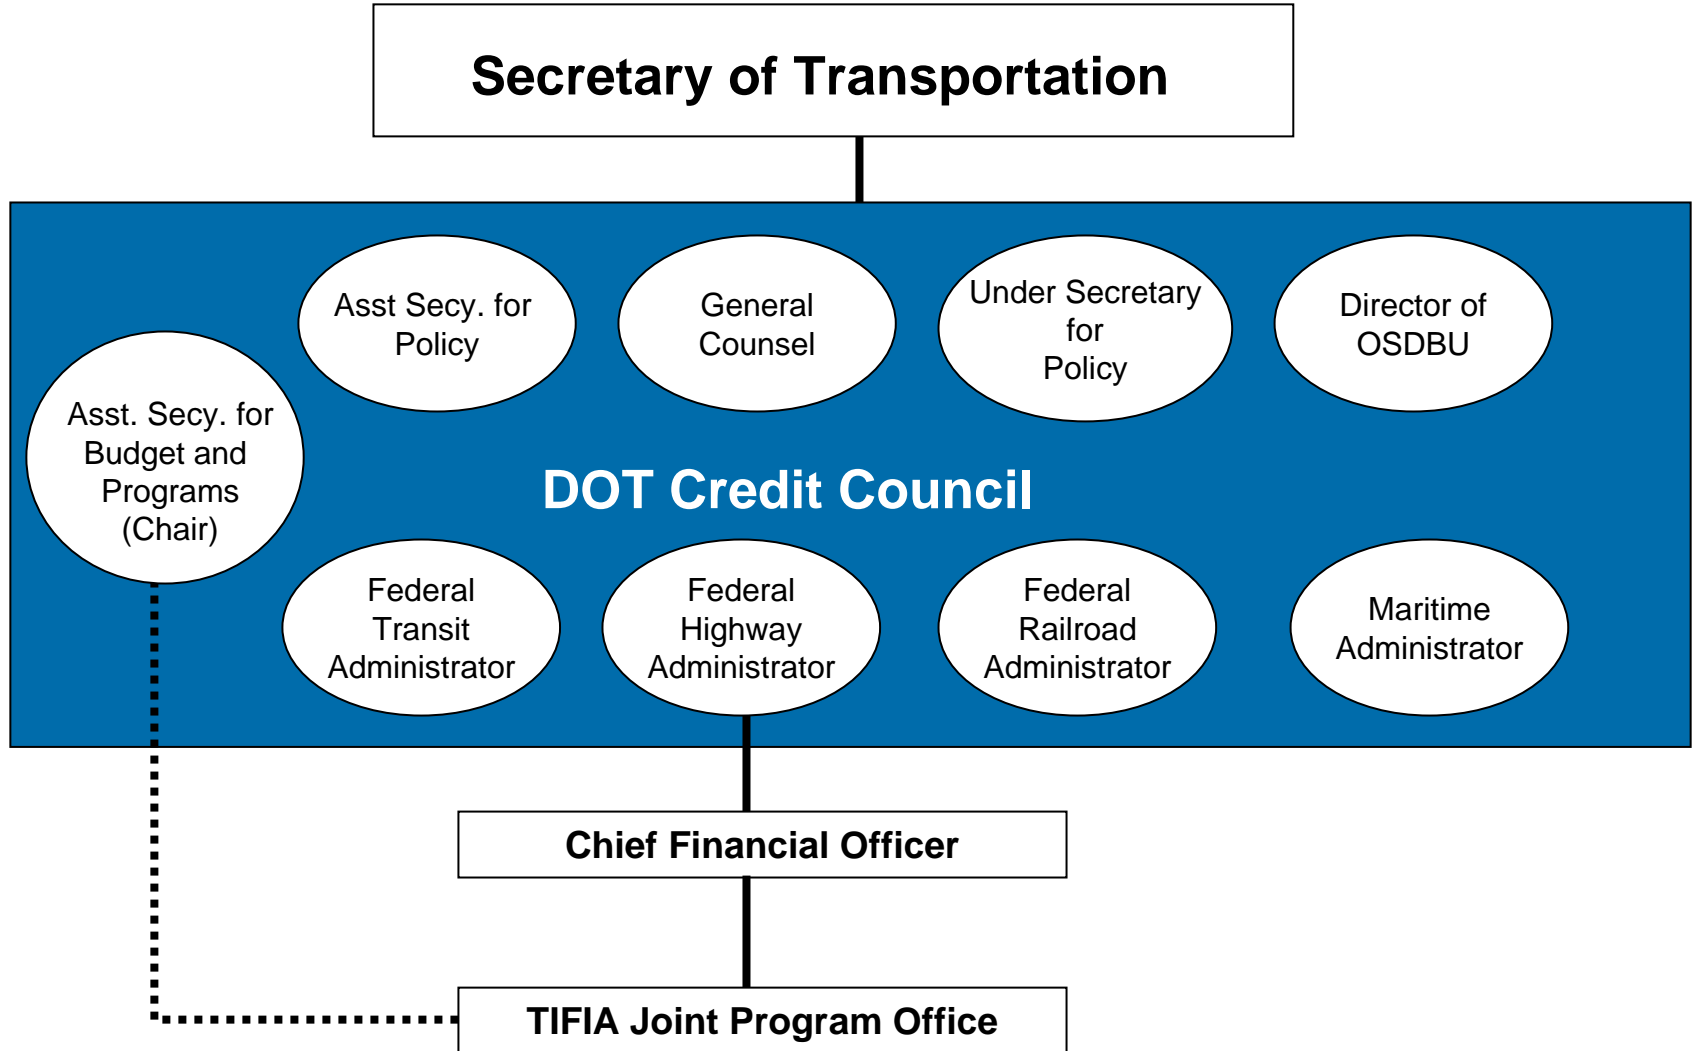 Secretary of Transportation
Asst Secy. for
Policy
General
Counsel
Under Secretary
for
Policy
Director of
OSDBU
Asst. Secy. for
Budget and
Programs
(Chair)
DOT Credit Council
Federal
Transit
Administrator
Federal
Highway
Administrator
Federal
Railroad
Administrator
Maritime
Administrator
Chief Financial Officer
TIFIA Joint Program Office